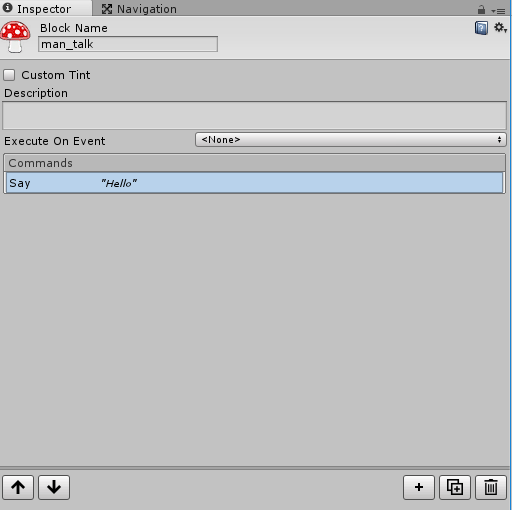 Inspector Navigation
Block Name
man_talk
Custom Tint
Description
Execute On Event <None>
Commands
Say "Hello"